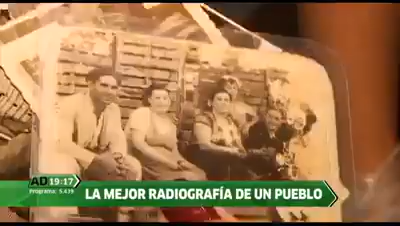 AD 19:17
Programa: 5.439
LA MEJOR RADIOGRAFÍA DE UN PUEBLO